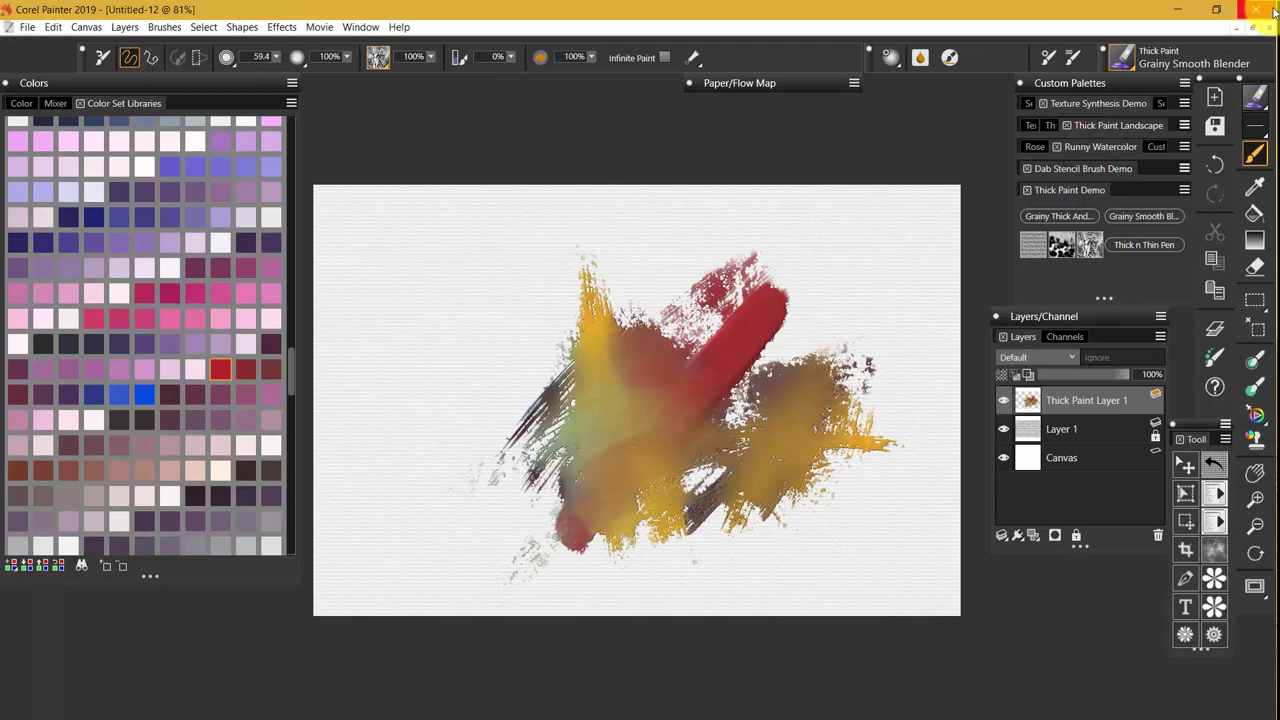 Corel Painter 2019 - [Untitled-12 @ 81%]
File Edit Canvas Layers Brushes Select Shapes Effects Movie Window Help
59.4 100% 100% 0% 100% Infinite Paint
Thick Paint
Grainy Smooth Blender
Colors
Color Mixer Color Set Libraries
Paper/Flow Map
Custom Palettes
Texture Synthesis Demo
Thick Paint Landscape
Rose Runny Watercolor Cust
Dab Stencil Brush Demo
Thick Paint Demo
Grainy Thick And... Grainy Smooth Bl...
Thick n Thin Pen
Layers/Channel
Layers Channels
Default Ignore
100%
Thick Paint Layer 1
Layer 1
Canvas
Tooll